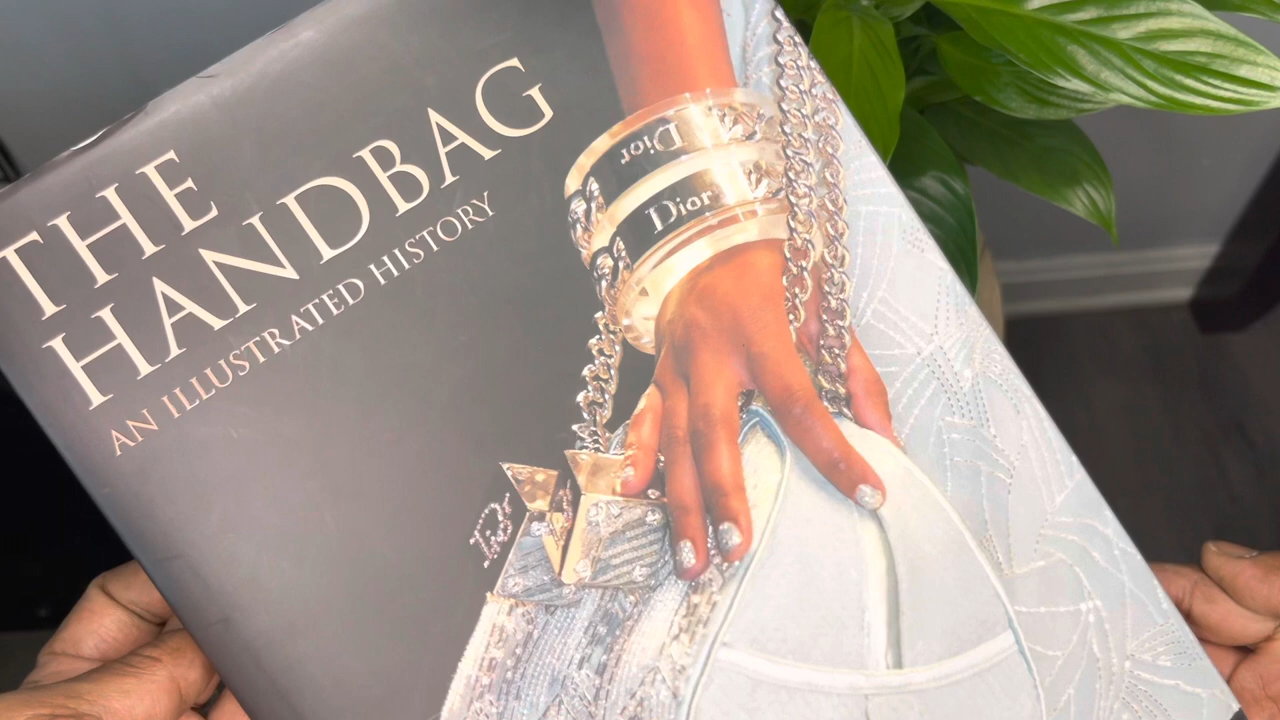 THE
HANDBAG
AN ILLUSTRATED HISTORY
Dior
Dior